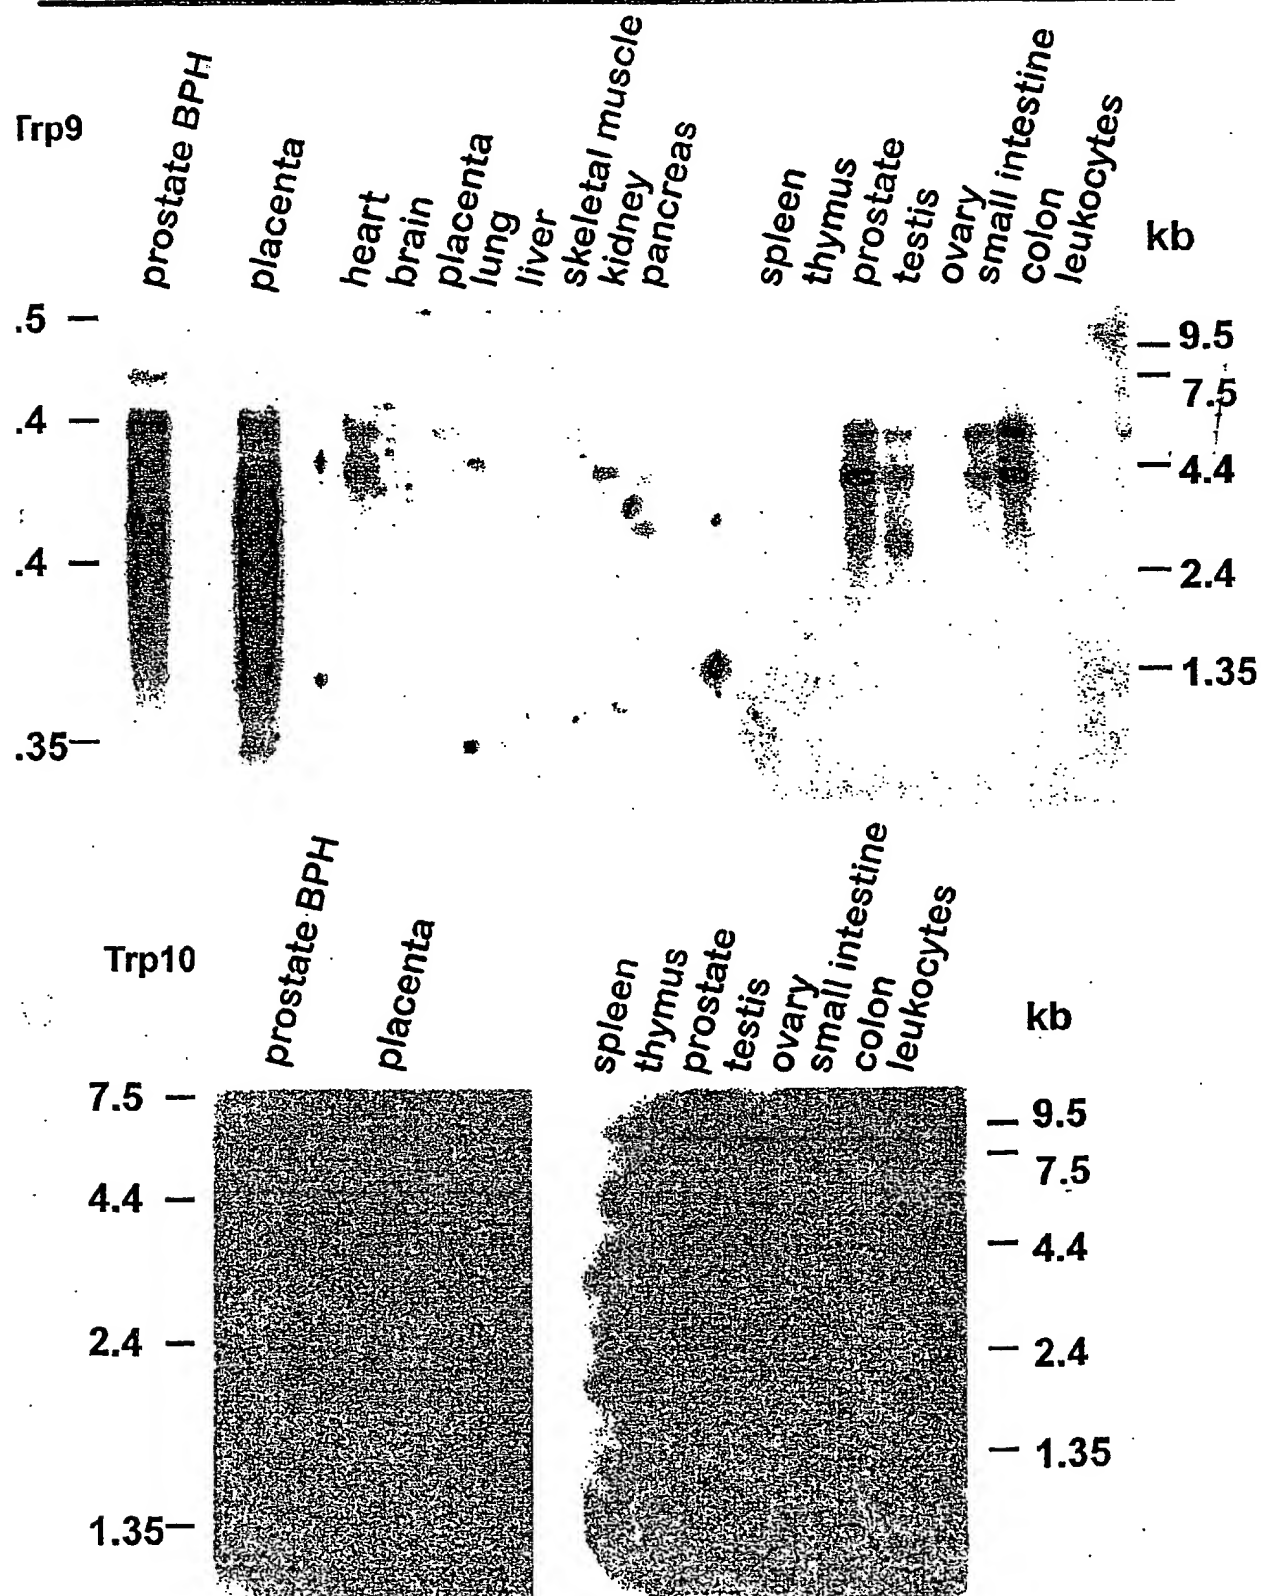 Trp9
prostate BPH
placenta
heart
brain
placenta
lung
liver
skeletal muscle
kidney
pancreas
spleen
thymus
prostate
testis
ovary
small intestine
colon
leukocytes
kb
.5
.4
.4
.35
9.5
7.5
4.4
2.4
1.35
Trp10
prostate BPH
placenta
spleen
thymus
prostate
testis
ovary
small intestine
colon
leukocytes
kb
7.5
4.4
2.4
1.35
9.5
7.5
4.4
2.4
1.35